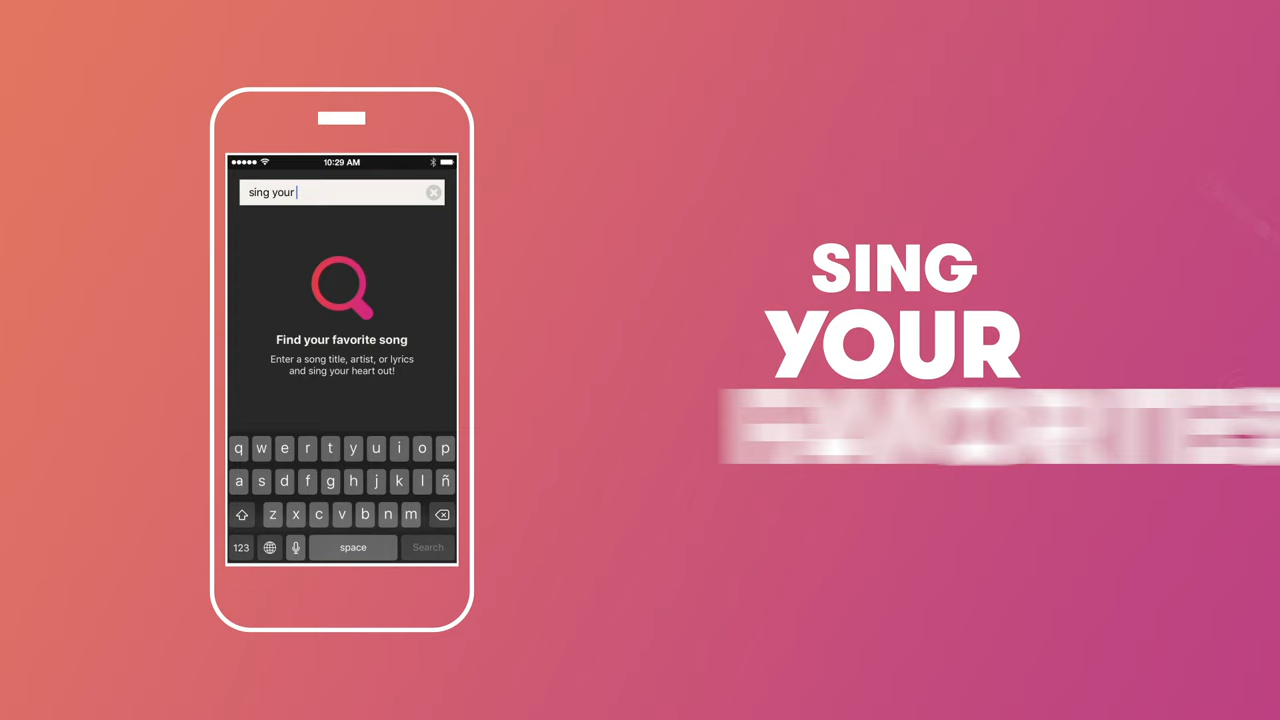 10:29 AM
sing your
Find your favorite song
Enter a song title, artist, or lyrics
and sing your heart out!
q w e r t y u i o p
a s d f g h j k l ñ
z x c v b n m
123 space Search
SING
YOUR
FAVORITES